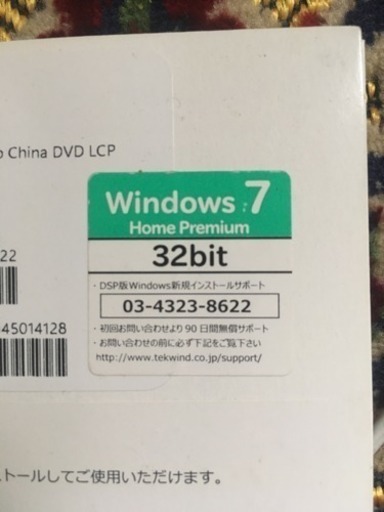 China DVD LCP
Windows 7
Home Premium
32bit
・DSP版Windows新規インストールサポート
03-4323-8622
・初回お問い合わせより90日間無償サポート
・お問い合わせの前に必ず下記をご覧下さい
http://www.tekwind.co.jp/support/
22
45014128
ストールしてご使用いただけます。